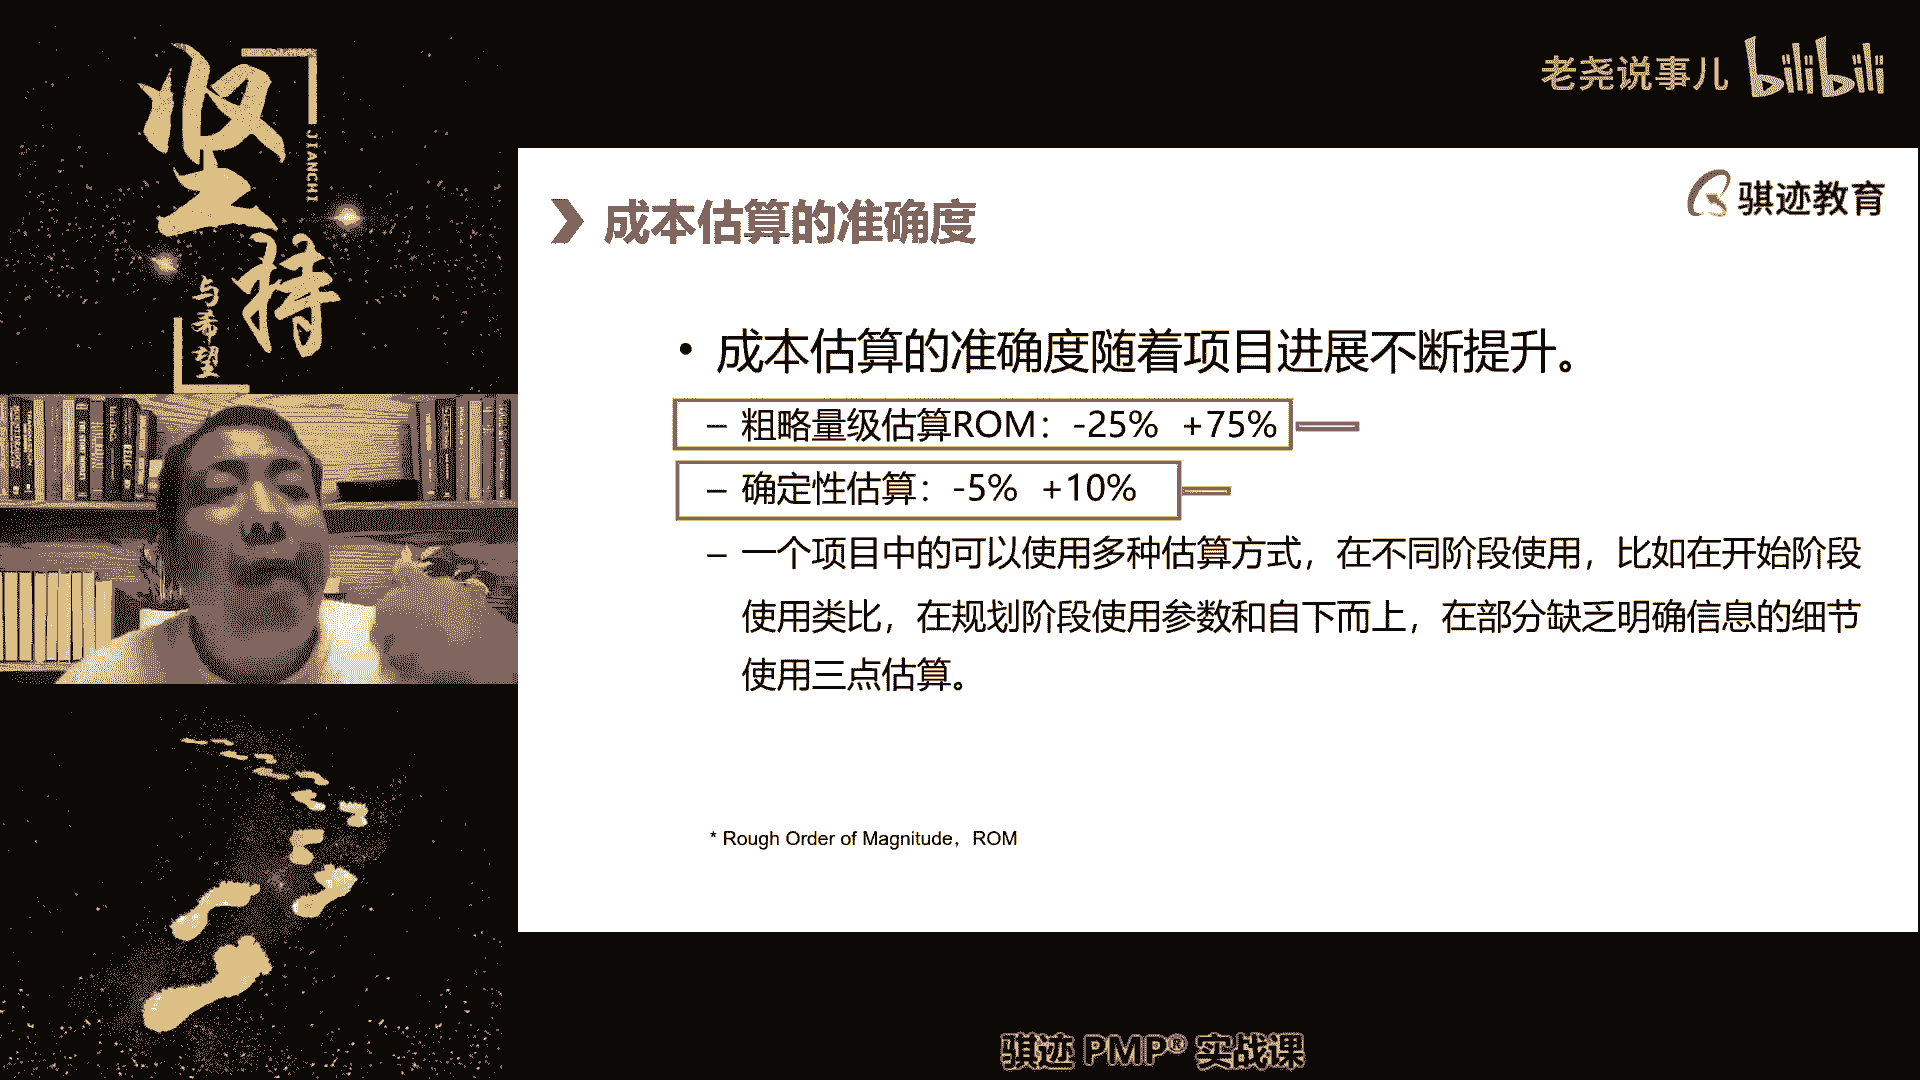 坚持
JIANCHI
与希望
老尧说事儿 bilibili
骐迹教育
成本估算的准确度
• 成本估算的准确度随着项目进展不断提升。
– 粗略量级估算ROM：-25% +75%
– 确定性估算：-5% +10%
– 一个项目中的可以使用多种估算方式，在不同阶段使用，比如在开始阶段
使用类比，在规划阶段使用参数和自下而上，在部分缺乏明确信息的细节
使用三点估算。
* Rough Order of Magnitude，ROM
骐迹 PMP® 实战课